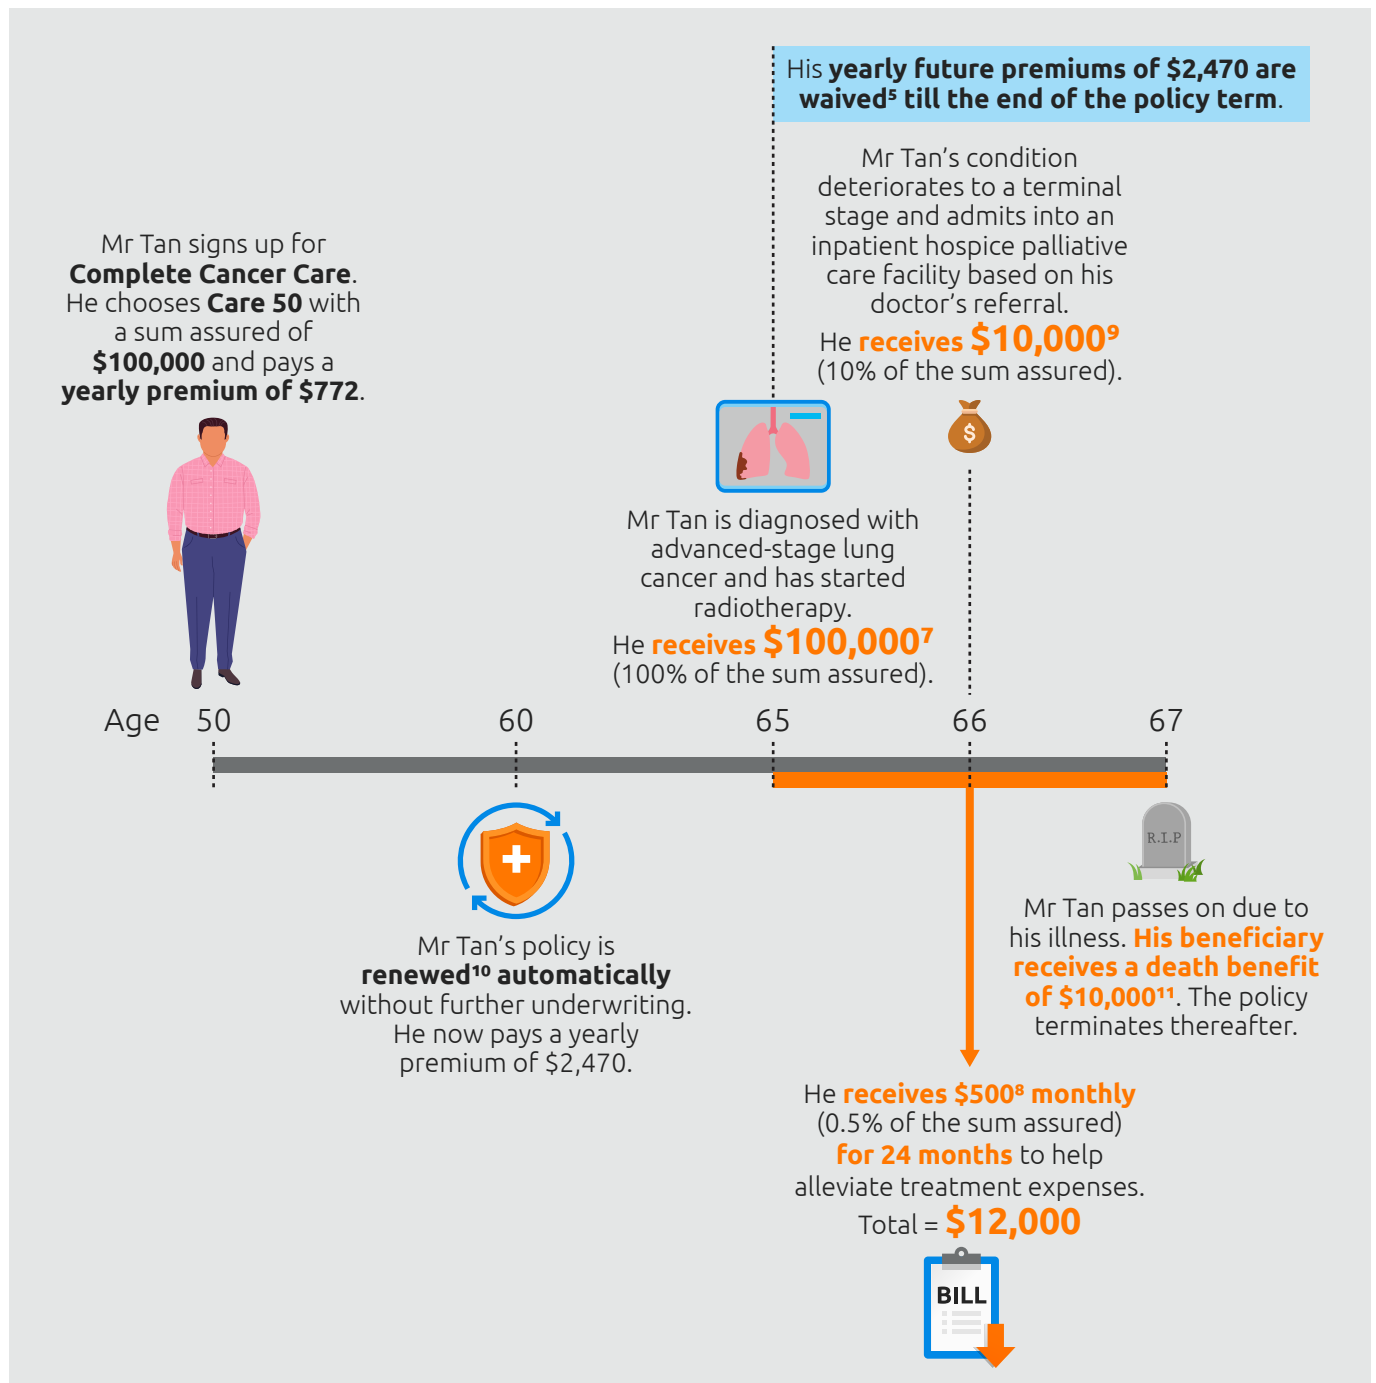 His yearly future premiums of $2,470 are
waived⁵ till the end of the policy term.
Mr Tan’s condition
deteriorates to a terminal
stage and admits into an
inpatient hospice palliative
care facility based on his
doctor’s referral.
He receives $10,000⁹
(10% of the sum assured).
Mr Tan signs up for
Complete Cancer Care.
He chooses Care 50 with
a sum assured of
$100,000 and pays a
yearly premium of $772.
$
Mr Tan is diagnosed with
advanced-stage lung
cancer and has started
radiotherapy.
He receives $100,000⁷
(100% of the sum assured).
Age 50 60 65 66 67
R.I.P
Mr Tan’s policy is
renewed¹⁰ automatically
without further underwriting.
He now pays a yearly
premium of $2,470.
Mr Tan passes on due to
his illness. His beneficiary
receives a death benefit
of $10,000¹¹. The policy
terminates thereafter.
He receives $500⁸ monthly
(0.5% of the sum assured)
for 24 months to help
alleviate treatment expenses.
Total = $12,000
BILL